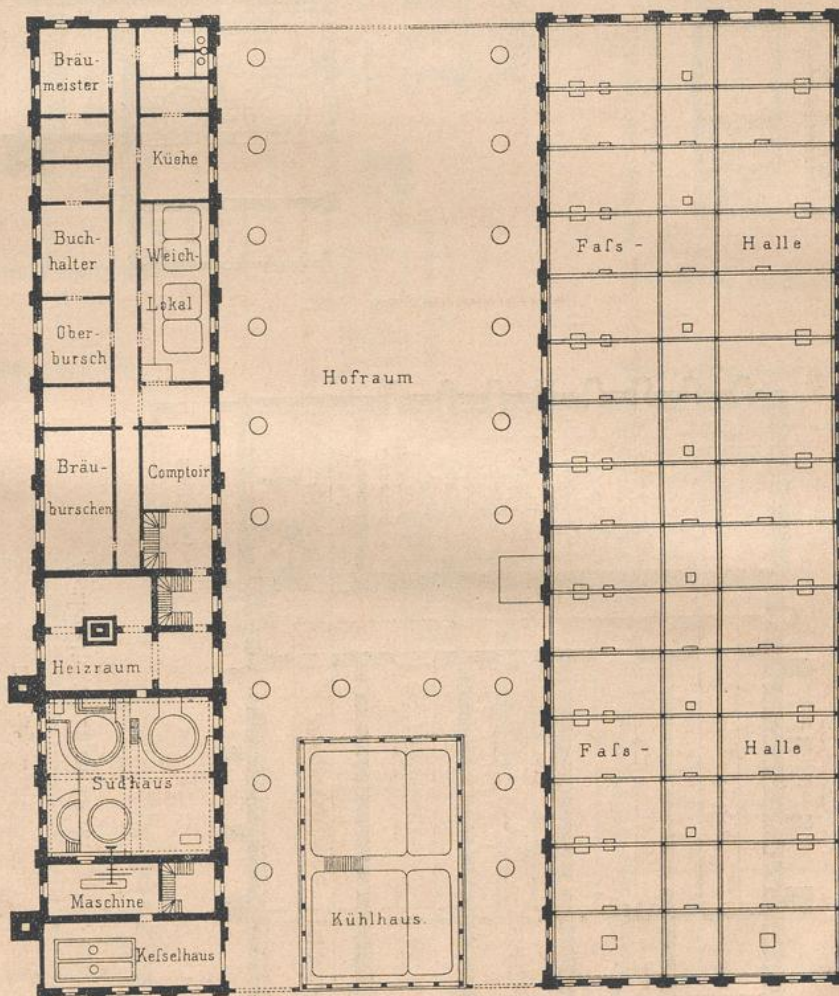 Bräu-
meister
Küche
Buch-
halter
Weich-
Lokal
Ober-
bursch
Bräu-
burschen
Comptoir
Heizraum
Sudhaus
Maschine
Keſselhaus
Hofraum
Kühlhaus.
Faſs - Halle
Faſs - Halle